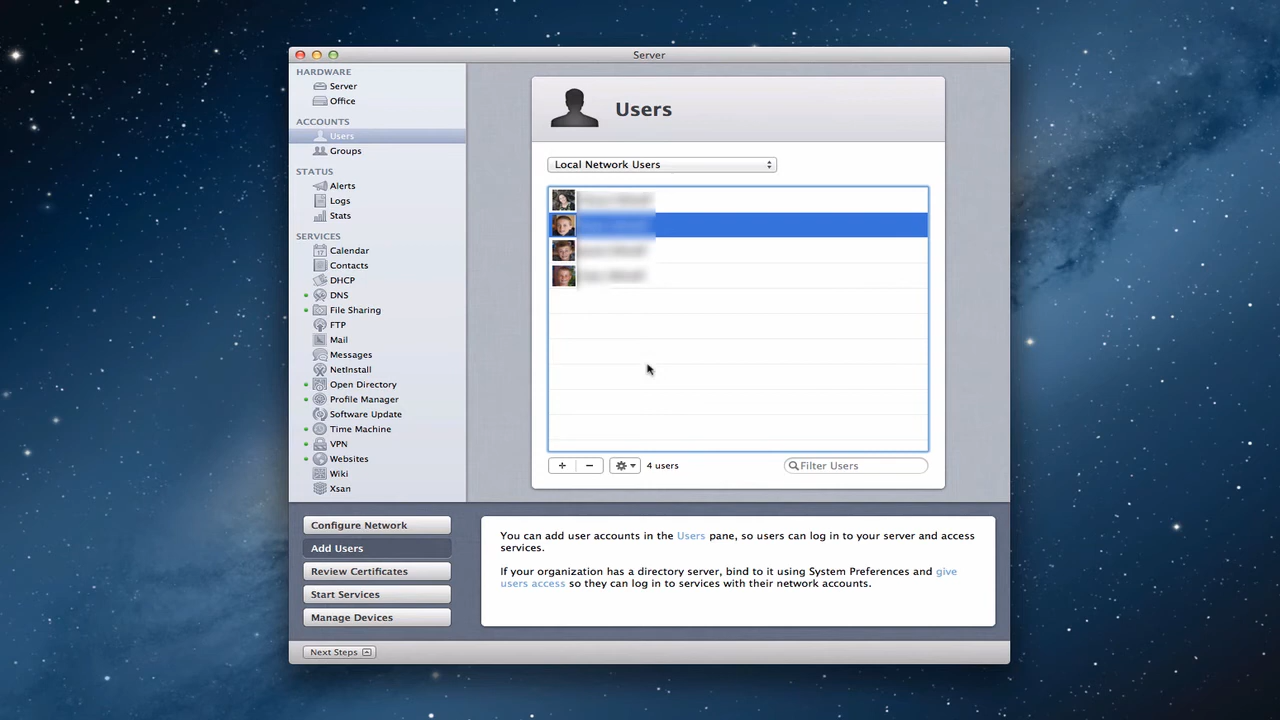 Server
HARDWARE
Server
Office
ACCOUNTS
Users
Groups
STATUS
Alerts
Logs
Stats
SERVICES
Calendar
Contacts
DHCP
DNS
File Sharing
FTP
Mail
Messages
NetInstall
Open Directory
Profile Manager
Software Update
Time Machine
VPN
Websites
Wiki
Xsan
Users
Local Network Users
4 users
Filter Users
Configure Network
Add Users
Review Certificates
Start Services
Manage Devices
You can add user accounts in the Users pane, so users can log in to your server and access
services.
If your organization has a directory server, bind to it using System Preferences and give
users access so they can log in to services with their network accounts.
Next Steps